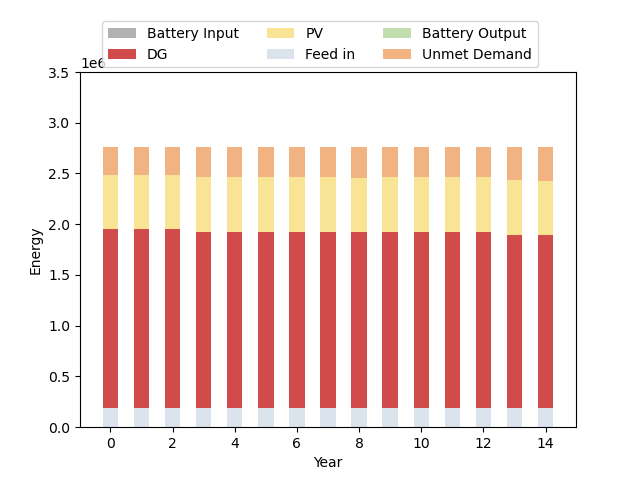 Battery Input PV Battery Output
DG Feed in Unmet Demand
1e6
3.5
3.0
2.5
2.0
1.5
1.0
0.5
0.0
Energy
0 2 4 6 8 10 12 14
Year